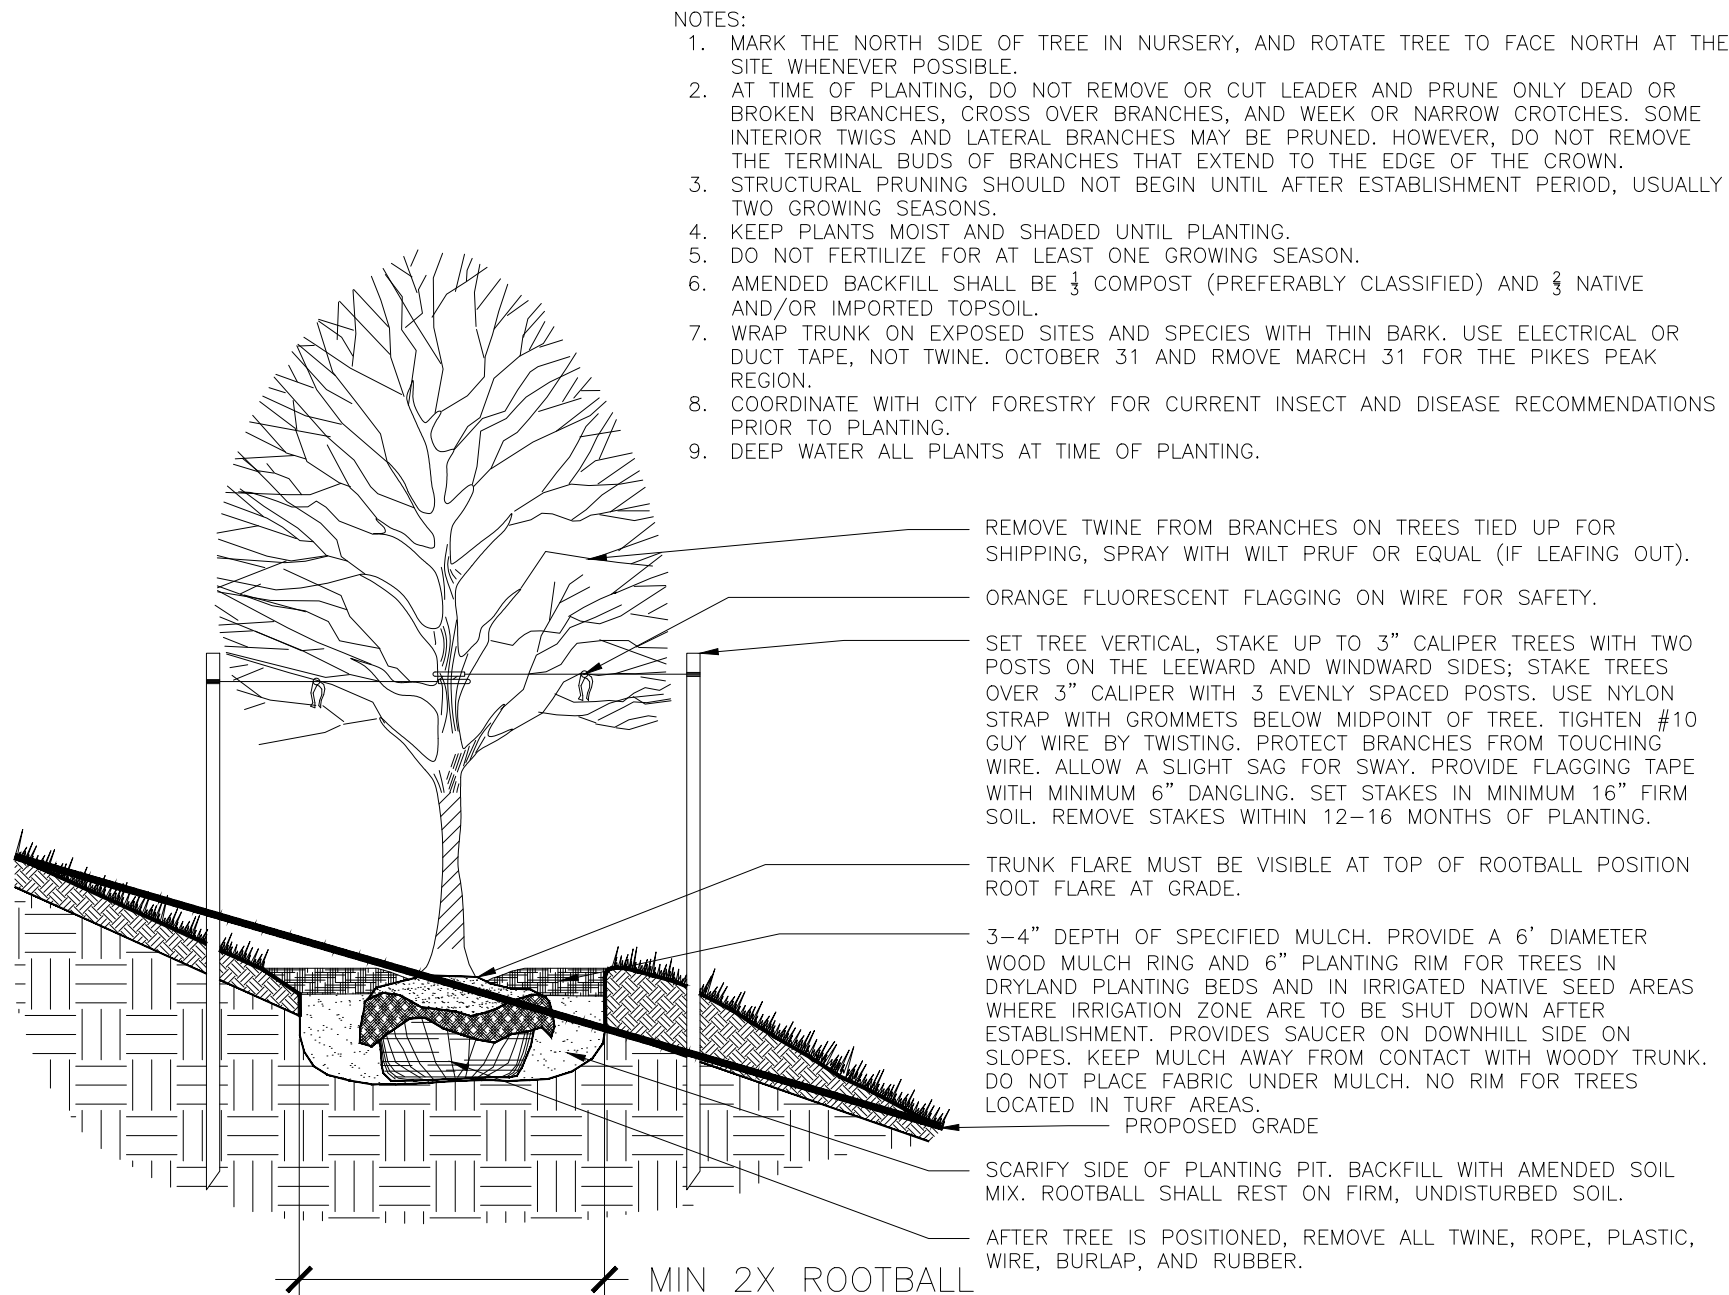 NOTES:
1. MARK THE NORTH SIDE OF TREE IN NURSERY, AND ROTATE TREE TO FACE NORTH AT THE
SITE WHENEVER POSSIBLE.
2. AT TIME OF PLANTING, DO NOT REMOVE OR CUT LEADER AND PRUNE ONLY DEAD OR
BROKEN BRANCHES, CROSS OVER BRANCHES, AND WEEK OR NARROW CROTCHES. SOME
INTERIOR TWIGS AND LATERAL BRANCHES MAY BE PRUNED. HOWEVER, DO NOT REMOVE
THE TERMINAL BUDS OF BRANCHES THAT EXTEND TO THE EDGE OF THE CROWN.
3. STRUCTURAL PRUNING SHOULD NOT BEGIN UNTIL AFTER ESTABLISHMENT PERIOD, USUALLY
TWO GROWING SEASONS.
4. KEEP PLANTS MOIST AND SHADED UNTIL PLANTING.
5. DO NOT FERTILIZE FOR AT LEAST ONE GROWING SEASON.
6. AMENDED BACKFILL SHALL BE 1/3 COMPOST (PREFERABLY CLASSIFIED) AND 2/3 NATIVE
AND/OR IMPORTED TOPSOIL.
7. WRAP TRUNK ON EXPOSED SITES AND SPECIES WITH THIN BARK. USE ELECTRICAL OR
DUCT TAPE, NOT TWINE. OCTOBER 31 AND RMOVE MARCH 31 FOR THE PIKES PEAK
REGION.
8. COORDINATE WITH CITY FORESTRY FOR CURRENT INSECT AND DISEASE RECOMMENDATIONS
PRIOR TO PLANTING.
9. DEEP WATER ALL PLANTS AT TIME OF PLANTING.
REMOVE TWINE FROM BRANCHES ON TREES TIED UP FOR
SHIPPING, SPRAY WITH WILT PRUF OR EQUAL (IF LEAFING OUT).
ORANGE FLUORESCENT FLAGGING ON WIRE FOR SAFETY.
SET TREE VERTICAL, STAKE UP TO 3" CALIPER TREES WITH TWO
POSTS ON THE LEEWARD AND WINDWARD SIDES; STAKE TREES
OVER 3" CALIPER WITH 3 EVENLY SPACED POSTS. USE NYLON
STRAP WITH GROMMETS BELOW MIDPOINT OF TREE. TIGHTEN #10
GUY WIRE BY TWISTING. PROTECT BRANCHES FROM TOUCHING
WIRE. ALLOW A SLIGHT SAG FOR SWAY. PROVIDE FLAGGING TAPE
WITH MINIMUM 6" DANGLING. SET STAKES IN MINIMUM 16" FIRM
SOIL. REMOVE STAKES WITHIN 12-16 MONTHS OF PLANTING.
TRUNK FLARE MUST BE VISIBLE AT TOP OF ROOTBALL POSITION
ROOT FLARE AT GRADE.
3-4" DEPTH OF SPECIFIED MULCH. PROVIDE A 6' DIAMETER
WOOD MULCH RING AND 6" PLANTING RIM FOR TREES IN
DRYLAND PLANTING BEDS AND IN IRRIGATED NATIVE SEED AREAS
WHERE IRRIGATION ZONE ARE TO BE SHUT DOWN AFTER
ESTABLISHMENT. PROVIDES SAUCER ON DOWNHILL SIDE ON
SLOPES. KEEP MULCH AWAY FROM CONTACT WITH WOODY TRUNK.
DO NOT PLACE FABRIC UNDER MULCH. NO RIM FOR TREES
LOCATED IN TURF AREAS.
PROPOSED GRADE
SCARIFY SIDE OF PLANTING PIT. BACKFILL WITH AMENDED SOIL
MIX. ROOTBALL SHALL REST ON FIRM, UNDISTURBED SOIL.
AFTER TREE IS POSITIONED, REMOVE ALL TWINE, ROPE, PLASTIC,
WIRE, BURLAP, AND RUBBER.
MIN 2X ROOTBALL